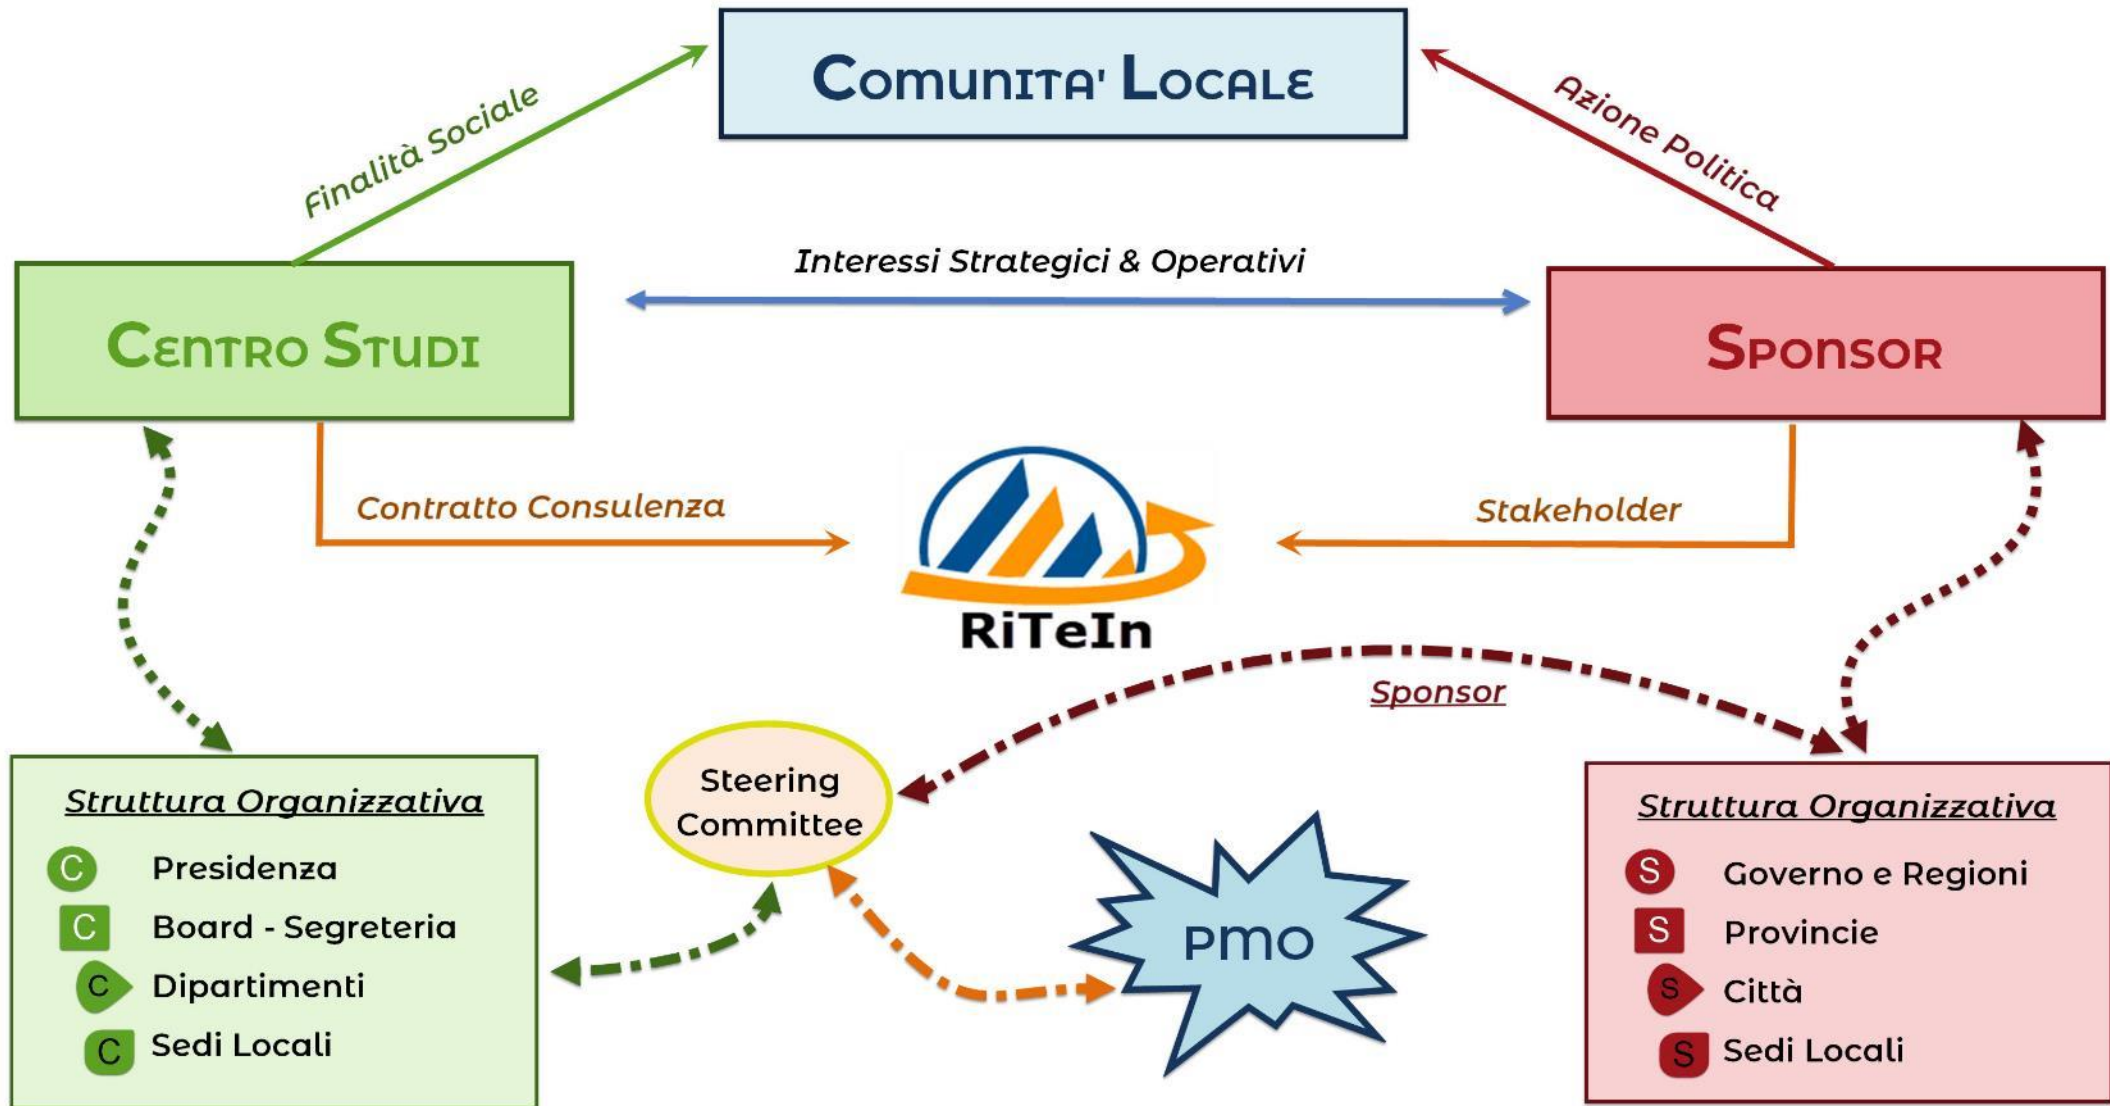 Comunita' Locale
Finalità Sociale
Azione Politica
Interessi Strategici & Operativi
Centro Studi
Sponsor
Contratto Consulenza
Stakeholder
RiTeIn
Sponsor
Steering
Committee
PMO
Struttura Organizzativa
C Presidenza
C Board - Segreteria
C Dipartimenti
C Sedi Locali
Struttura Organizzativa
S Governo e Regioni
S Provincie
S Città
S Sedi Locali